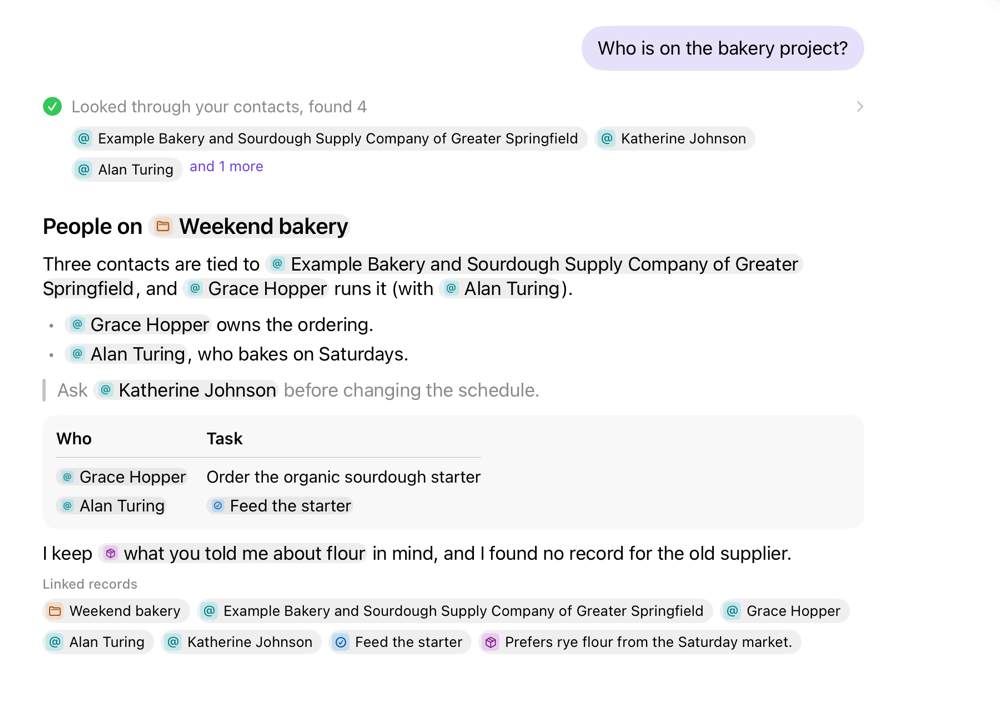 Who is on the bakery project?
Looked through your contacts, found 4
@ Example Bakery and Sourdough Supply Company of Greater Springfield @ Katherine Johnson
@ Alan Turing and 1 more
People on Weekend bakery
Three contacts are tied to @ Example Bakery and Sourdough Supply Company of Greater
Springfield, and @ Grace Hopper runs it (with @ Alan Turing).
• @ Grace Hopper owns the ordering.
• @ Alan Turing, who bakes on Saturdays.
Ask @ Katherine Johnson before changing the schedule.
Who Task
@ Grace Hopper Order the organic sourdough starter
@ Alan Turing Feed the starter
I keep what you told me about flour in mind, and I found no record for the old supplier.
Linked records
Weekend bakery @ Example Bakery and Sourdough Supply Company of Greater Springfield @ Grace Hopper
@ Alan Turing @ Katherine Johnson Feed the starter Prefers rye flour from the Saturday market.